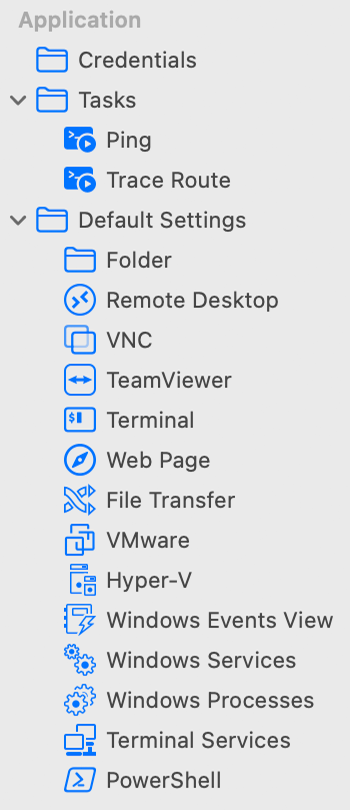 Application
Credentials
Tasks
Ping
Trace Route
Default Settings
Folder
Remote Desktop
VNC
TeamViewer
$
Terminal
Web Page
File Transfer
VMware
Hyper-V
Windows Events View
Windows Services
Windows Processes
Terminal Services
PowerShell